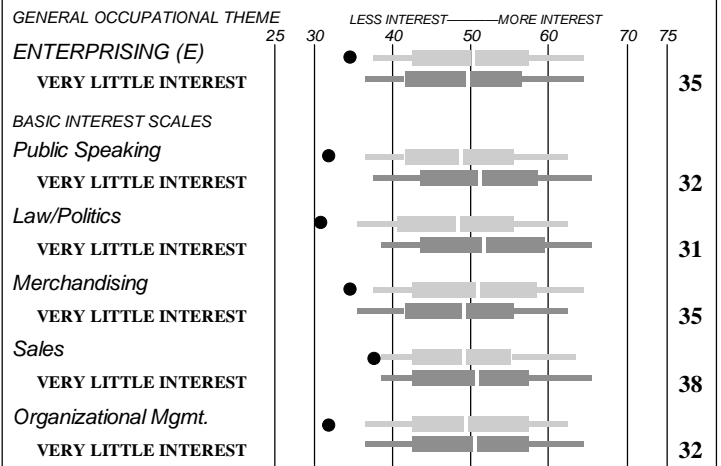 GENERAL OCCUPATIONAL THEME LESS INTEREST MORE INTEREST
25 30 40 50 60 70 75
ENTERPRISING (E)
VERY LITTLE INTEREST 35
BASIC INTEREST SCALES
Public Speaking
VERY LITTLE INTEREST 32
Law/Politics
VERY LITTLE INTEREST 31
Merchandising
VERY LITTLE INTEREST 35
Sales
VERY LITTLE INTEREST 38
Organizational Mgmt.
VERY LITTLE INTEREST 32